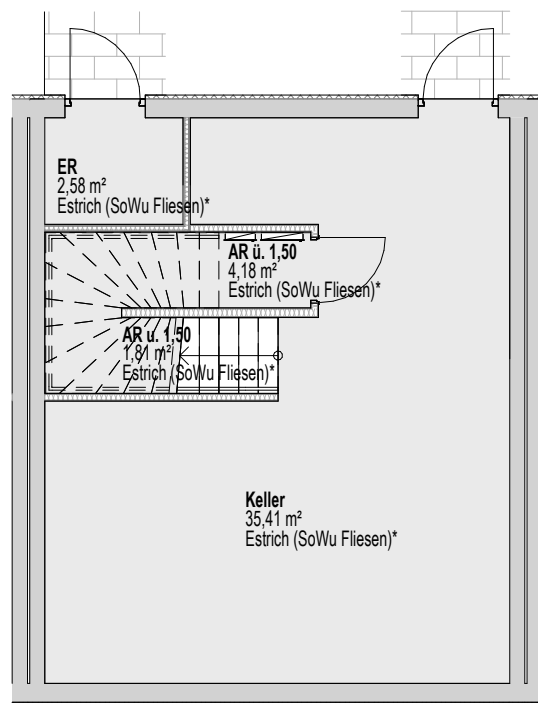 ER
2,58 m²
Estrich (SoWu Fliesen)*
AR ü. 1,50
4,18 m²
Estrich (SoWu Fliesen)*
AR u. 1,50
1,81 m²
Estrich (SoWu Fliesen)*
Keller
35,41 m²
Estrich (SoWu Fliesen)*